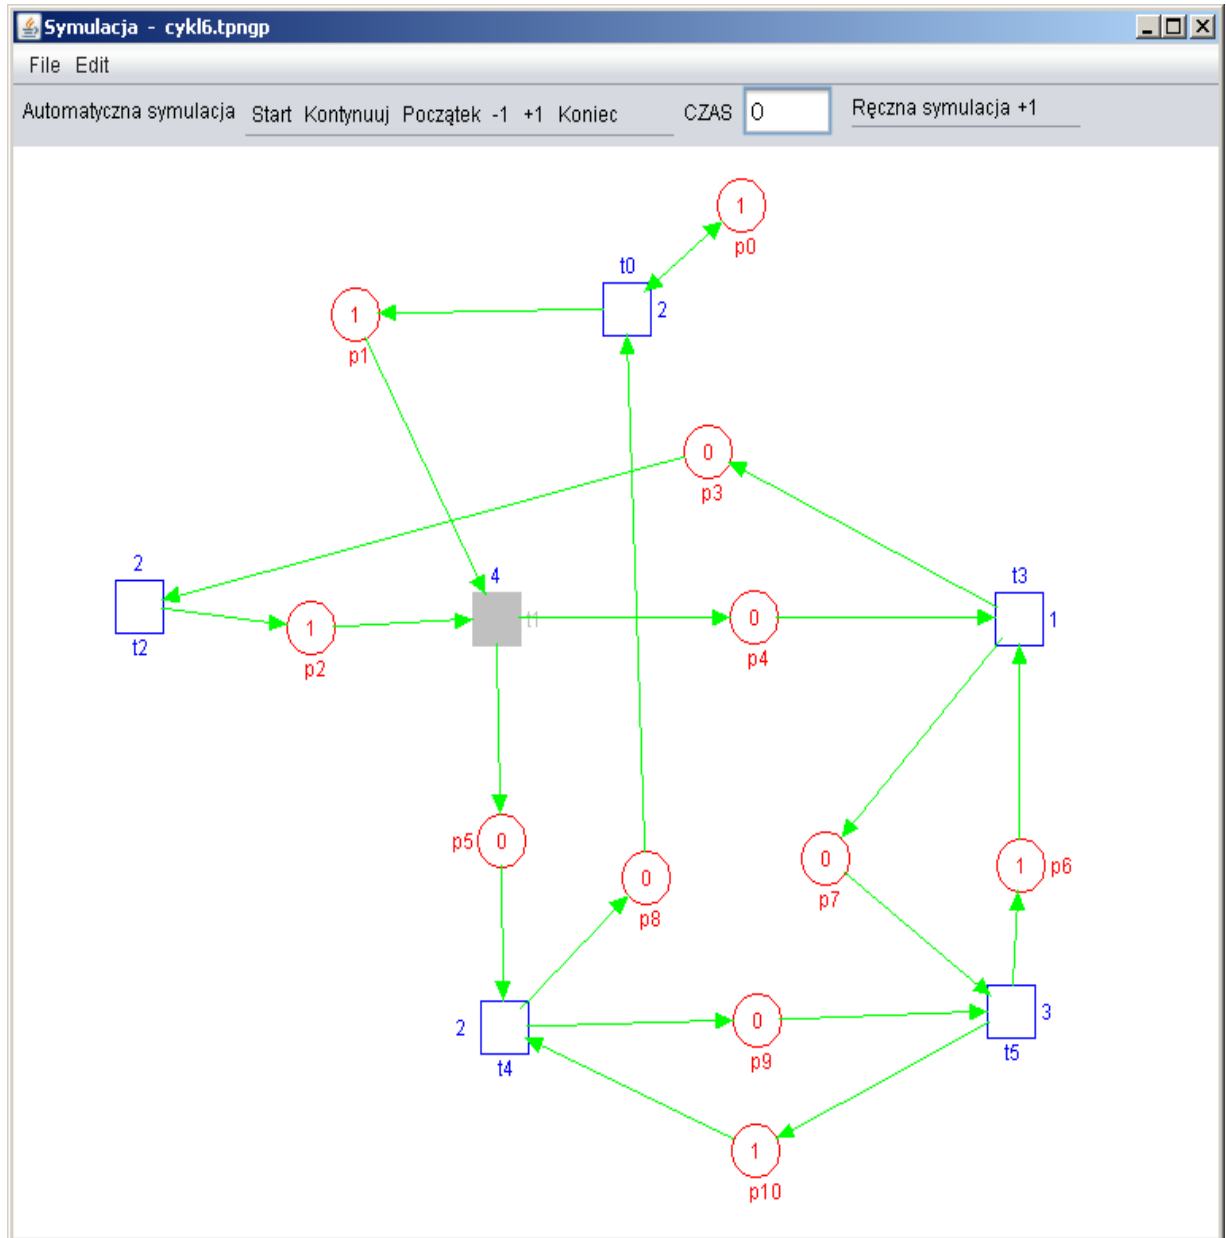 Symulacja - cykl6.tpngp
File Edit
Automatyczna symulacja Start Kontynuuj Początek -1 +1 Koniec CZAS 0 Ręczna symulacja +1
1
p0
t0
2
1
p1
0
p3
2
t2
1
p2
4
t1
0
p4
t3
1
p5 0
0
p8
0
p7
1 p6
2
t4
0
p9
3
t5
1
p10